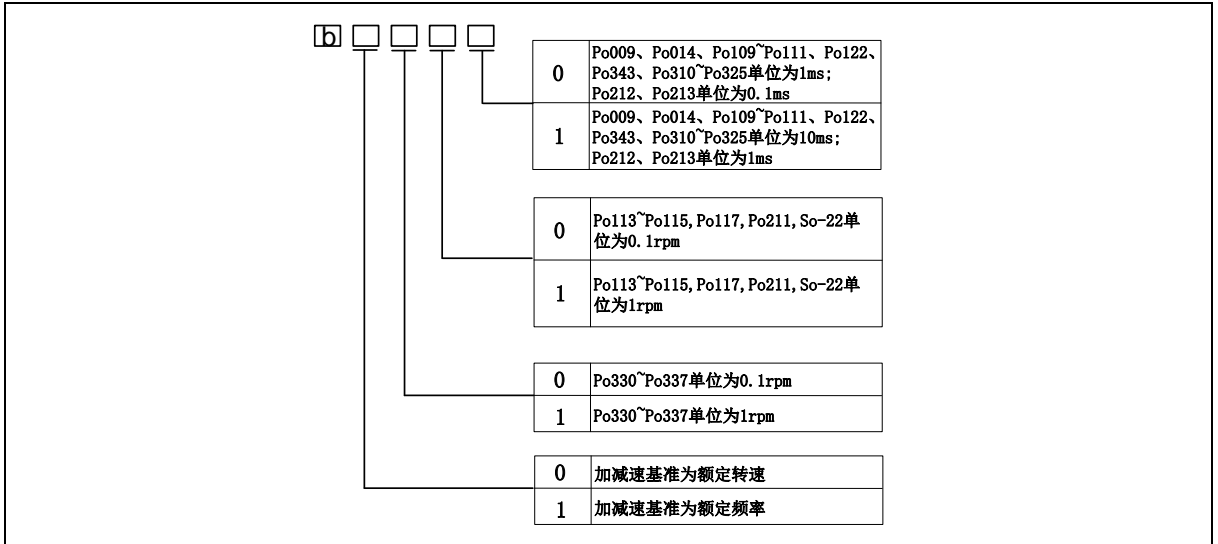 b
0
Po009、Po014、Po109~Po111、Po122、
Po343、Po310~Po325单位为1ms;
Po212、Po213单位为0.1ms
1
Po009、Po014、Po109~Po111、Po122、
Po343、Po310~Po325单位为10ms;
Po212、Po213单位为1ms
0
Po113~Po115,Po117,Po211,So-22单
位为0.1rpm
1
Po113~Po115,Po117,Po211,So-22单
位为1rpm
0
Po330~Po337单位为0.1rpm
1
Po330~Po337单位为1rpm
0
加减速基准为额定转速
1
加减速基准为额定频率